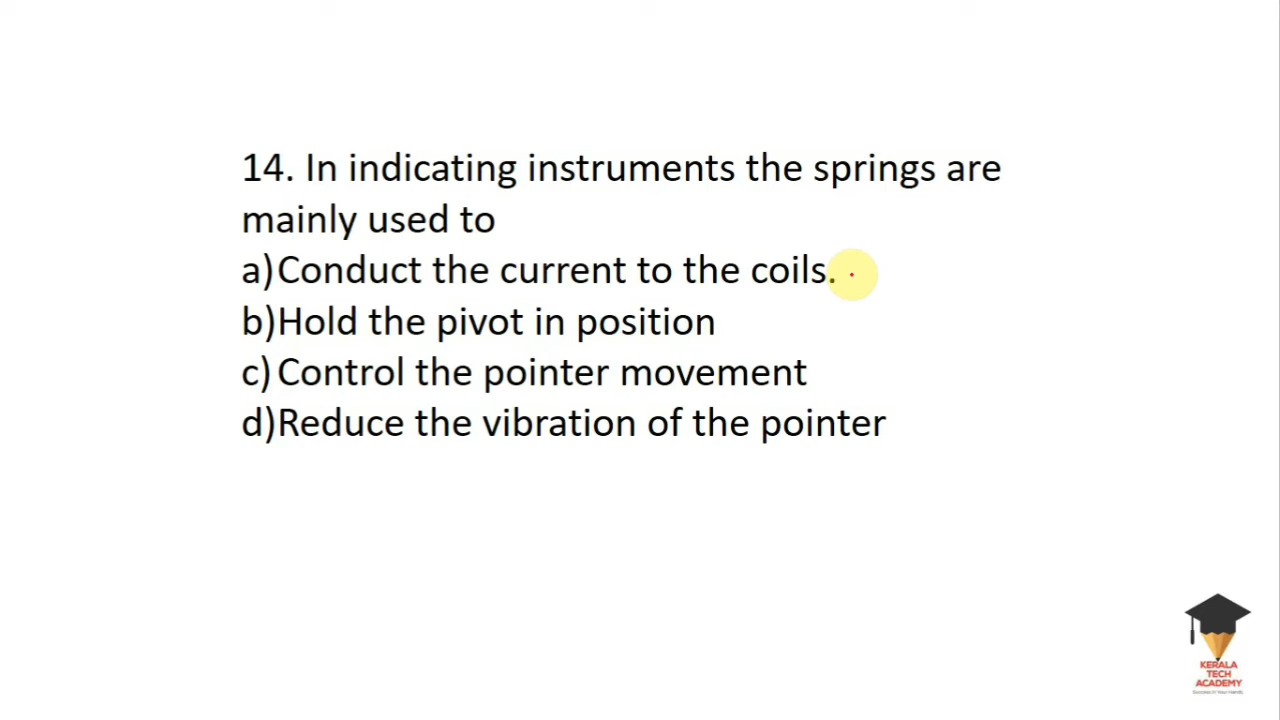 14. In indicating instruments the springs are
mainly used to
a) Conduct the current to the coils.
b)Hold the pivot in position
c) Control the pointer movement
d)Reduce the vibration of the pointer
KERALA
TECH
ACADEMY